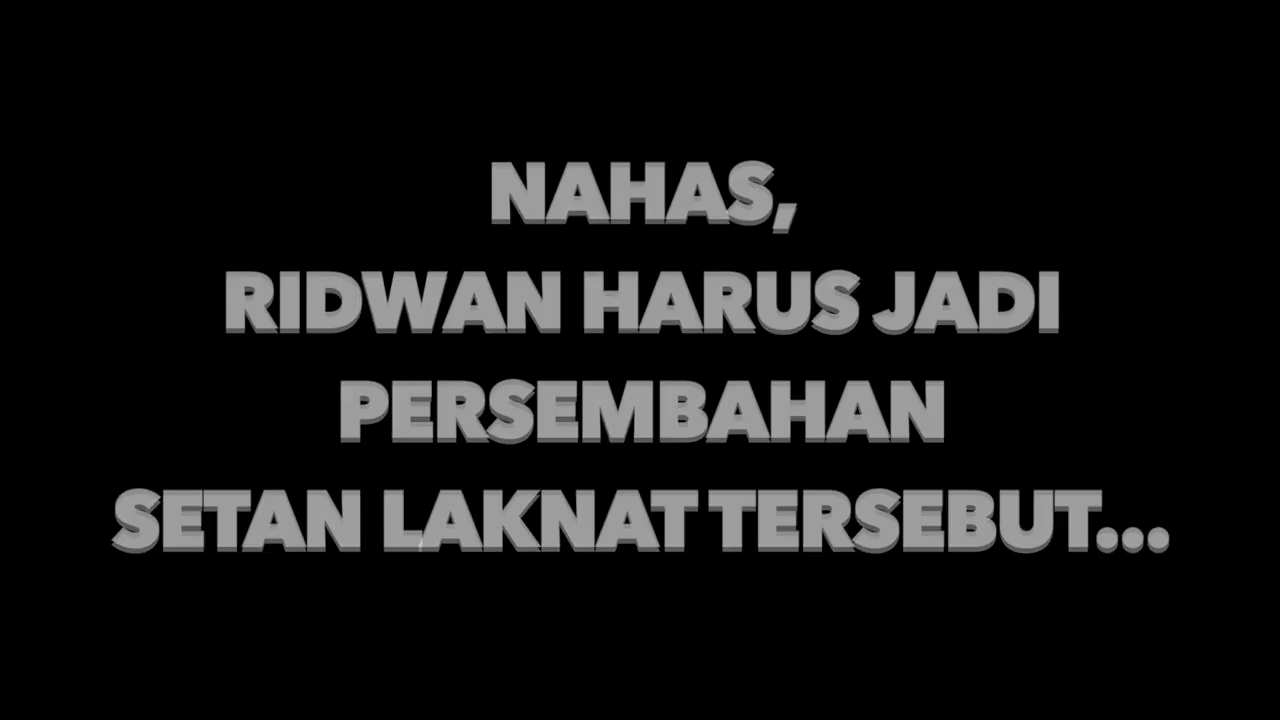 NAHAS,
RIDWAN HARUS JADI
PERSEMBAHAN
SETAN LAKNAT TERSEBUT...